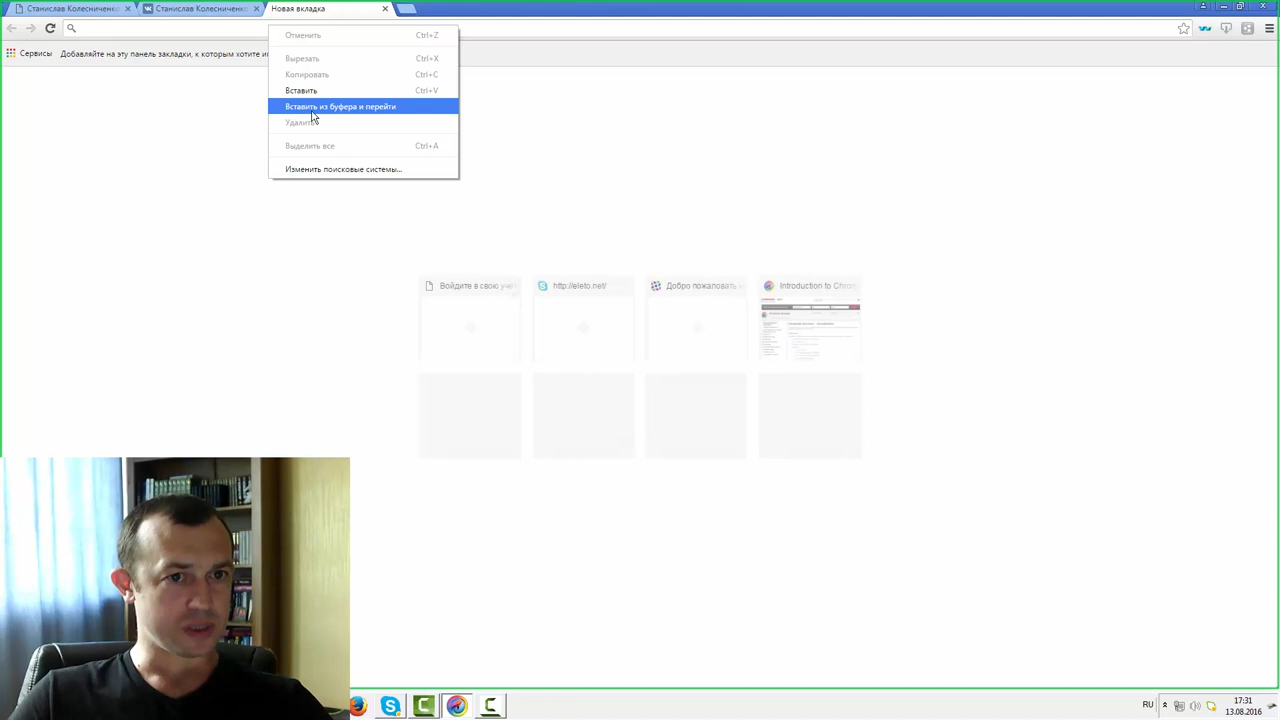 Станислав Колесниченко
Станислав Колесниченко
Новая вкладка
Сервисы
Добавляйте на эту панель закладки, к которым хотите
Отменить Ctrl+Z
Вырезать Ctrl+X
Копировать Ctrl+C
Вставить Ctrl+V
Вставить из буфера и перейти
Удалить
Выделить все Ctrl+A
Изменить поисковые системы...
Войдите в свою
http://eleto.net/
Добро пожаловать
Introduction to
RU
17:31
13.08.2016